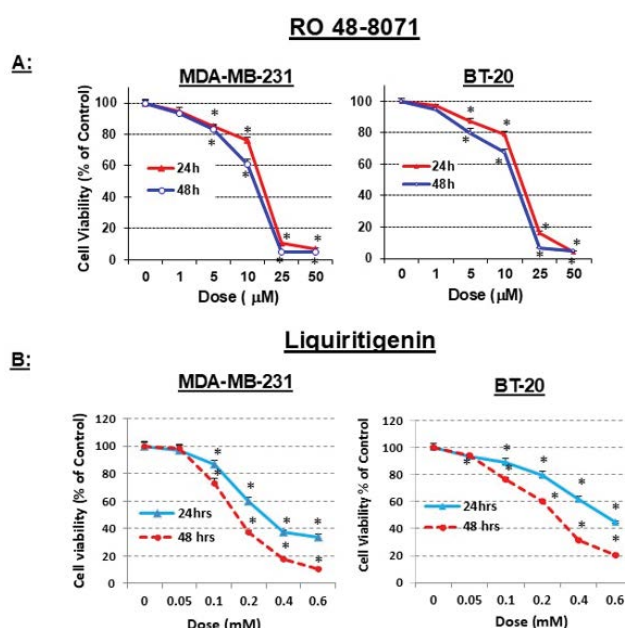 RO 48-8071
A:
MDA-MB-231
BT-20
Cell Viability (% of Control)
100
80
60
40
20
0
24h
48h
0 1 5 10 25 50
Dose ( μM)
100
80
60
40
20
0
24h
48h
0 1 5 10 25 50
Dose (μM)
Liquiritigenin
B:
MDA-MB-231
BT-20
Cell viability (% of Control)
120
100
80
60
40
20
0
24hrs
48 hrs
0 0.05 0.1 0.2 0.4 0.6
Dose (mM)
Cell Viability % of Control
120
100
80
60
40
20
0
24hrs
48 hrs
0 0.05 0.1 0.2 0.4 0.6
Dose (mM)